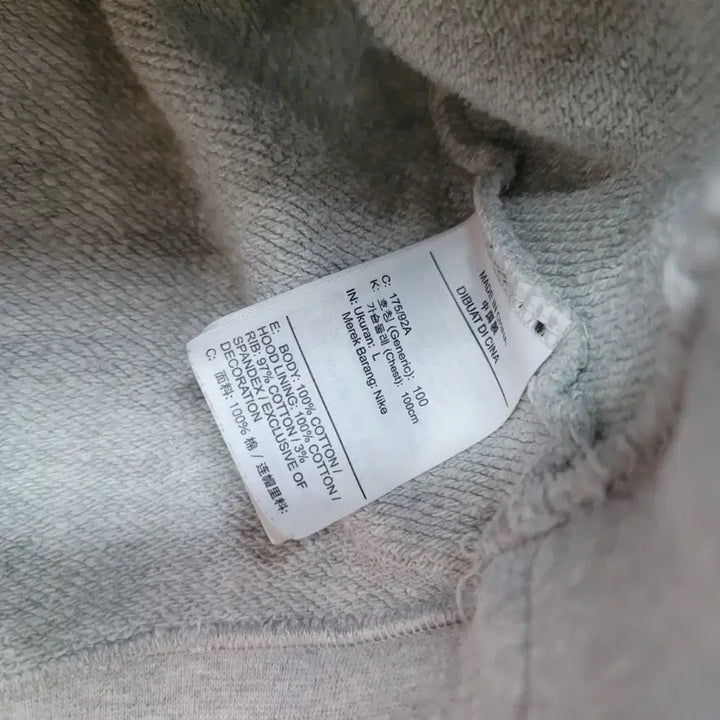 MADE IN
中国製
DIBUAT DI CINA
C: 175/92A
K: 호칭 (Generic): 100
가슴둘레 (Chest): 100cm
IN: Ukuran: L
Merek Barang: Nike
E: BODY: 100% COTTON /
HOOD LINING: 100% COTTON /
RIB: 97% COTTON / 3%
SPANDEX / EXCLUSIVE OF
DECORATION
C: 面料: 100% 棉 / 连帽里料: